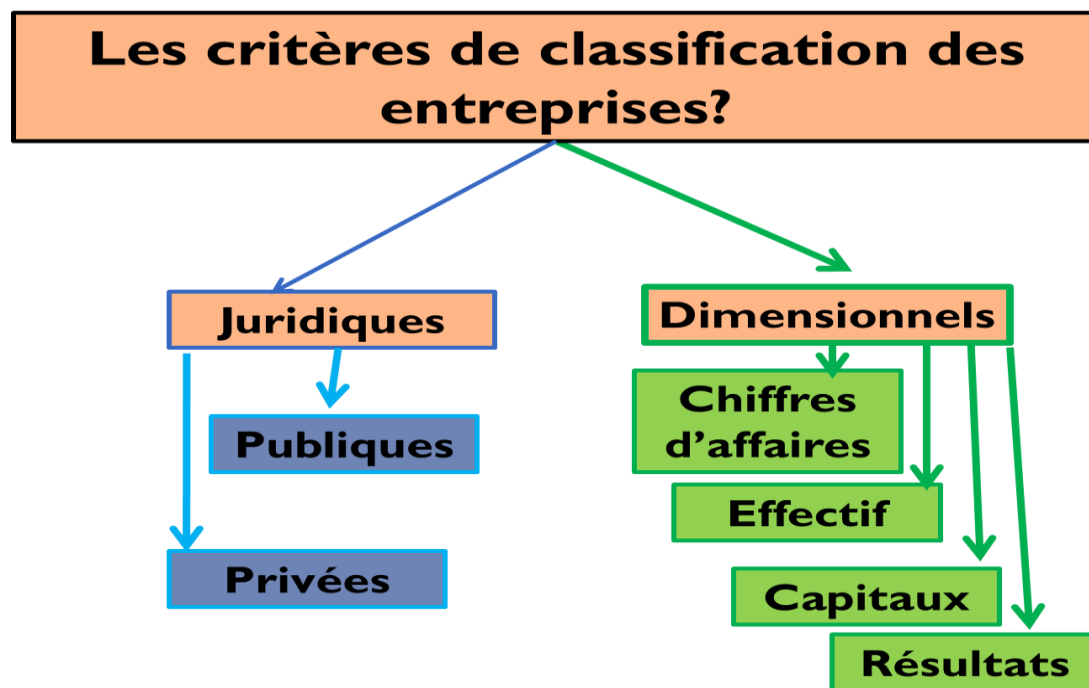 Les critères de classification des
entreprises?
Juridiques
Publiques
Privées
Dimensionnels
Chiffres
d’affaires
Effectif
Capitaux
Résultats